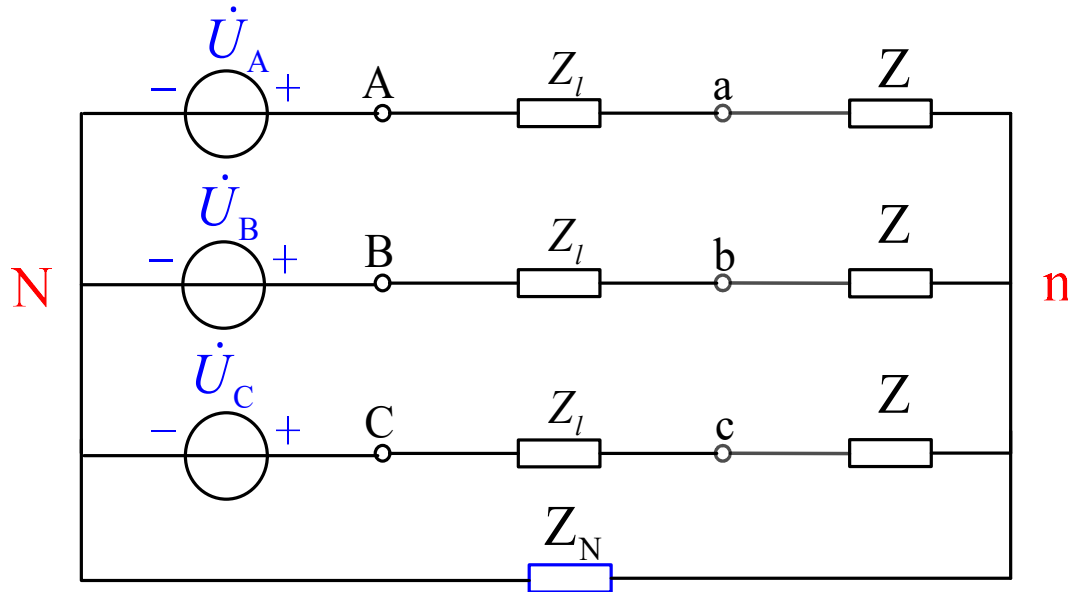 U̇A
− + A Zl a Z
U̇B
− + B Zl b Z
N n
U̇C
− + C Zl c Z
ZN